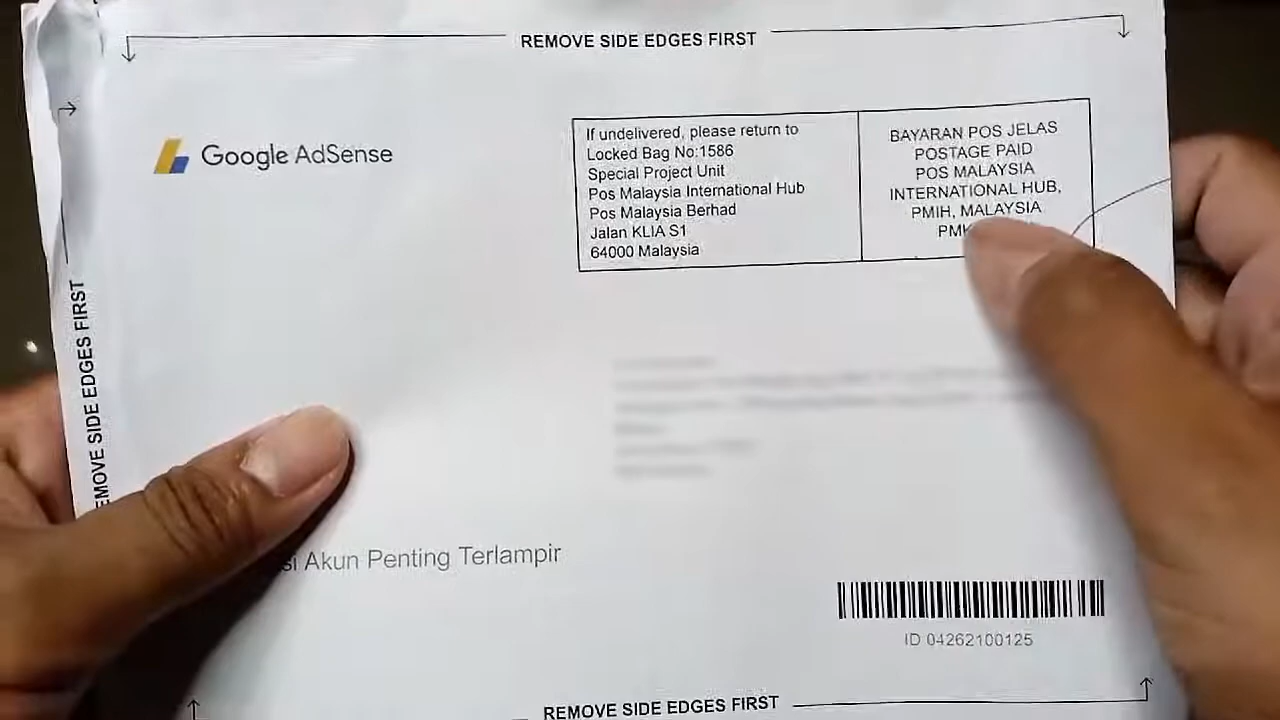 REMOVE SIDE EDGES FIRST
Google AdSense
If undelivered, please return to
Locked Bag No:1586
Special Project Unit
Pos Malaysia International Hub
Pos Malaysia Berhad
Jalan KLIA S1
64000 Malaysia
BAYARAN POS JELAS
POSTAGE PAID
POS MALAYSIA
INTERNATIONAL HUB,
PMIH, MALAYSIA
REMOVE SIDE EDGES FIRST
Akun Penting Terlampir
ID 04262100125
REMOVE SIDE EDGES FIRST